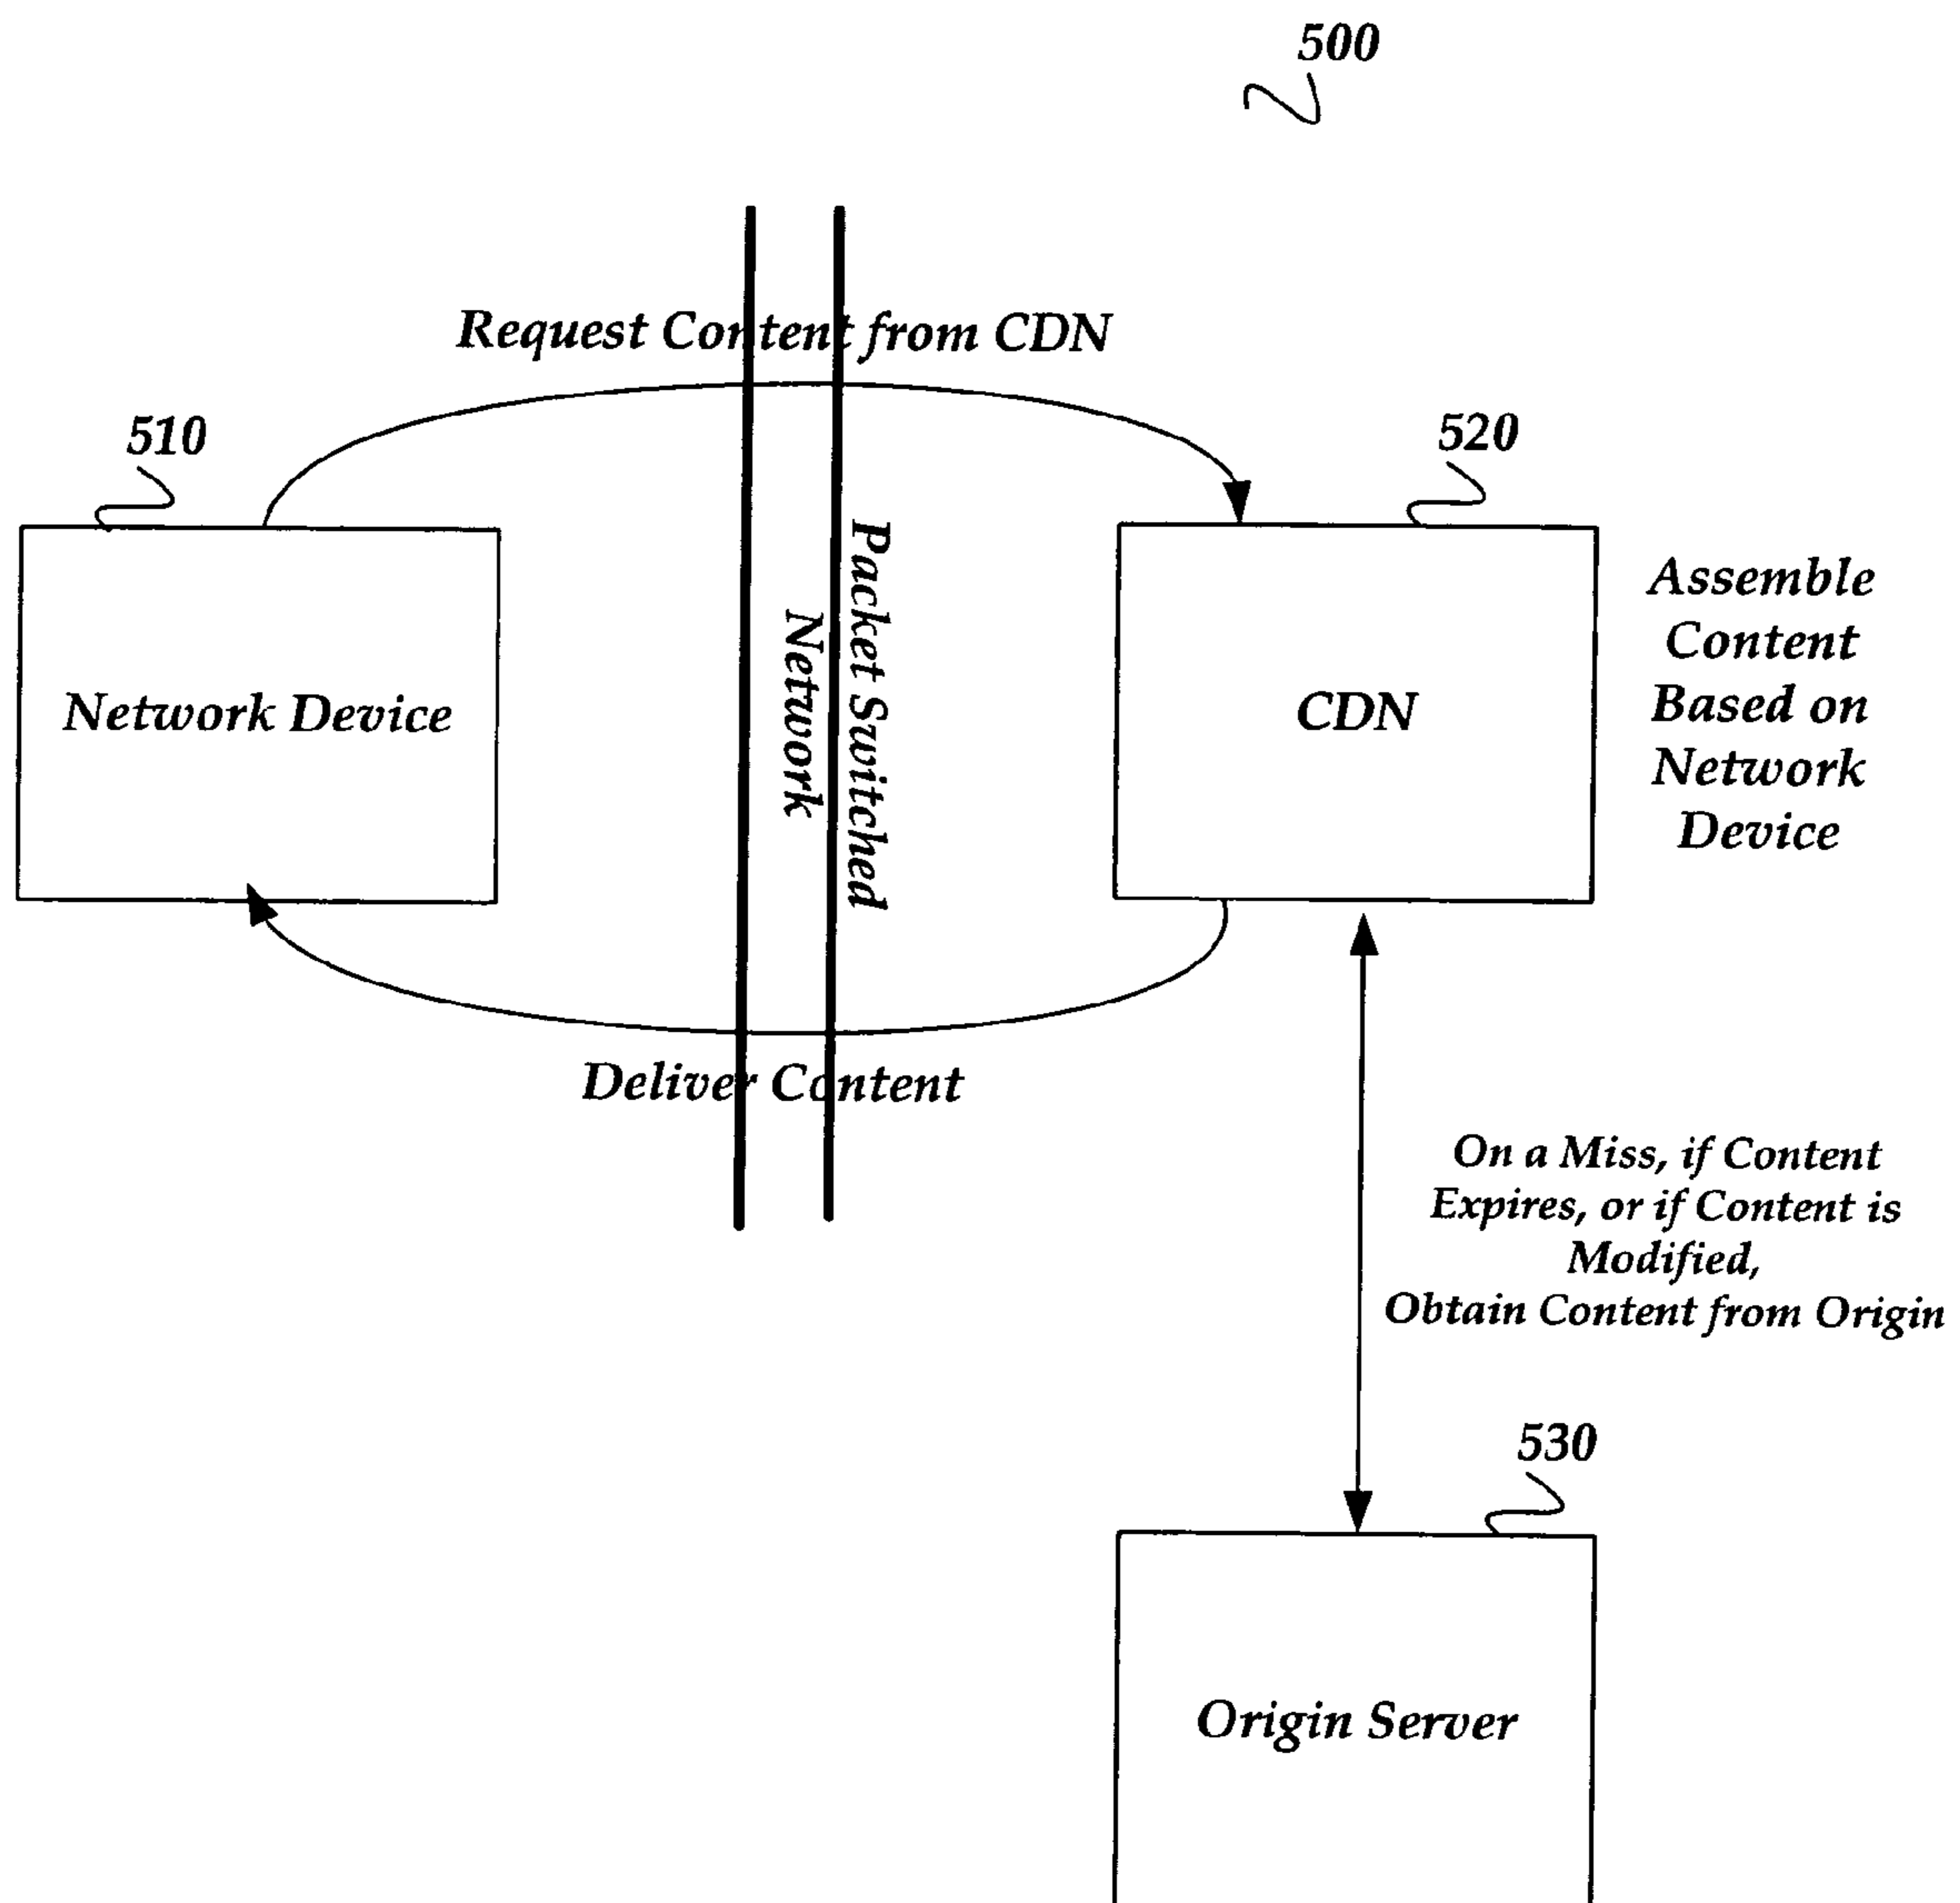 500
Request Content from CDN
510
520
Network Device
Packet Switched
Network
CDN
Assemble
Content
Based on
Network
Device
Deliver Content
On a Miss, if Content
Expires, or if Content is
Modified,
Obtain Content from Origin
530
Origin Server